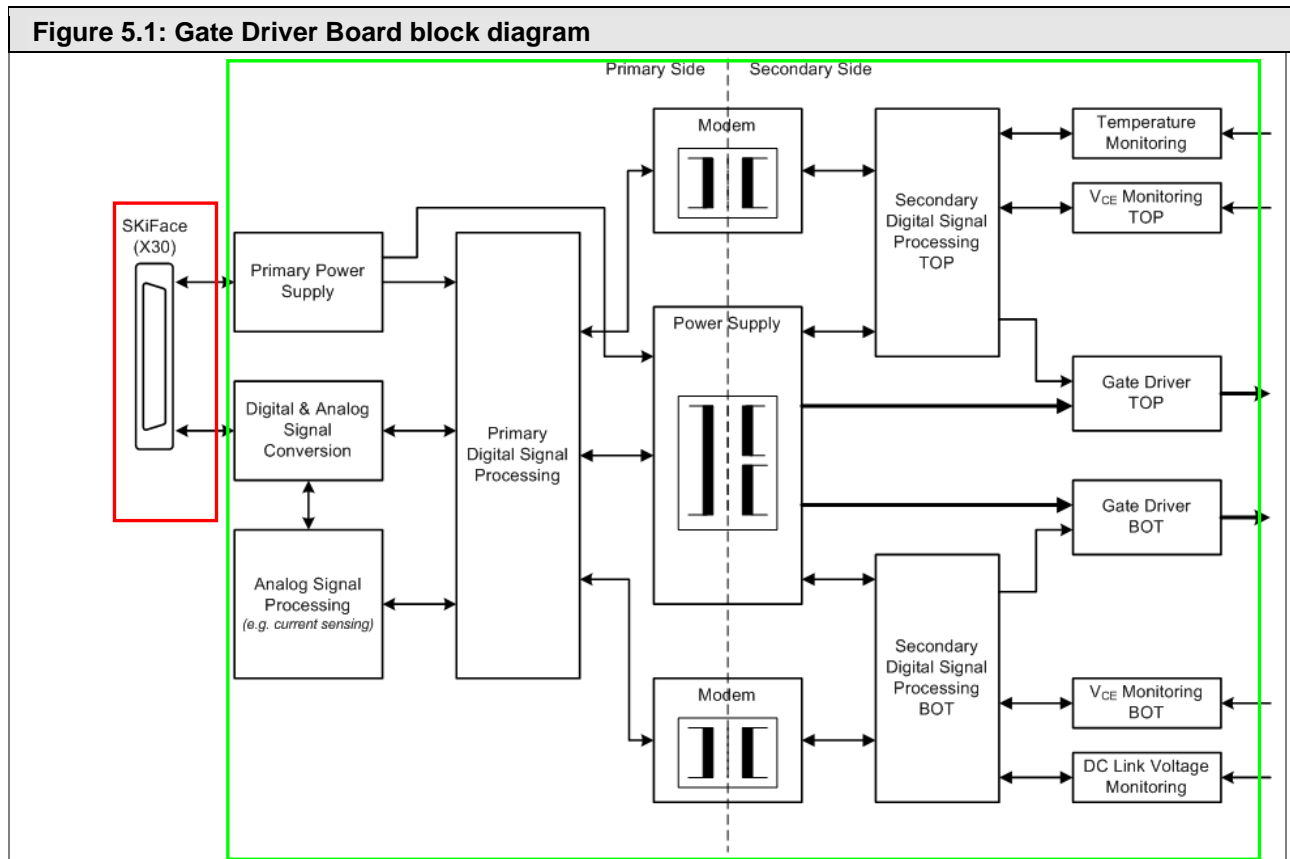 Figure 5.1: Gate Driver Board block diagram
Primary Side
Secondary Side
SKiFace
(X30)
Primary Power
Supply
Digital & Analog
Signal
Conversion
Analog Signal
Processing
(e.g. current sensing)
Primary
Digital Signal
Processing
Modem
Power Supply
Modem
Secondary
Digital Signal
Processing
TOP
Secondary
Digital Signal
Processing
BOT
Temperature
Monitoring
VCE Monitoring
TOP
Gate Driver
TOP
Gate Driver
BOT
VCE Monitoring
BOT
DC Link Voltage
Monitoring